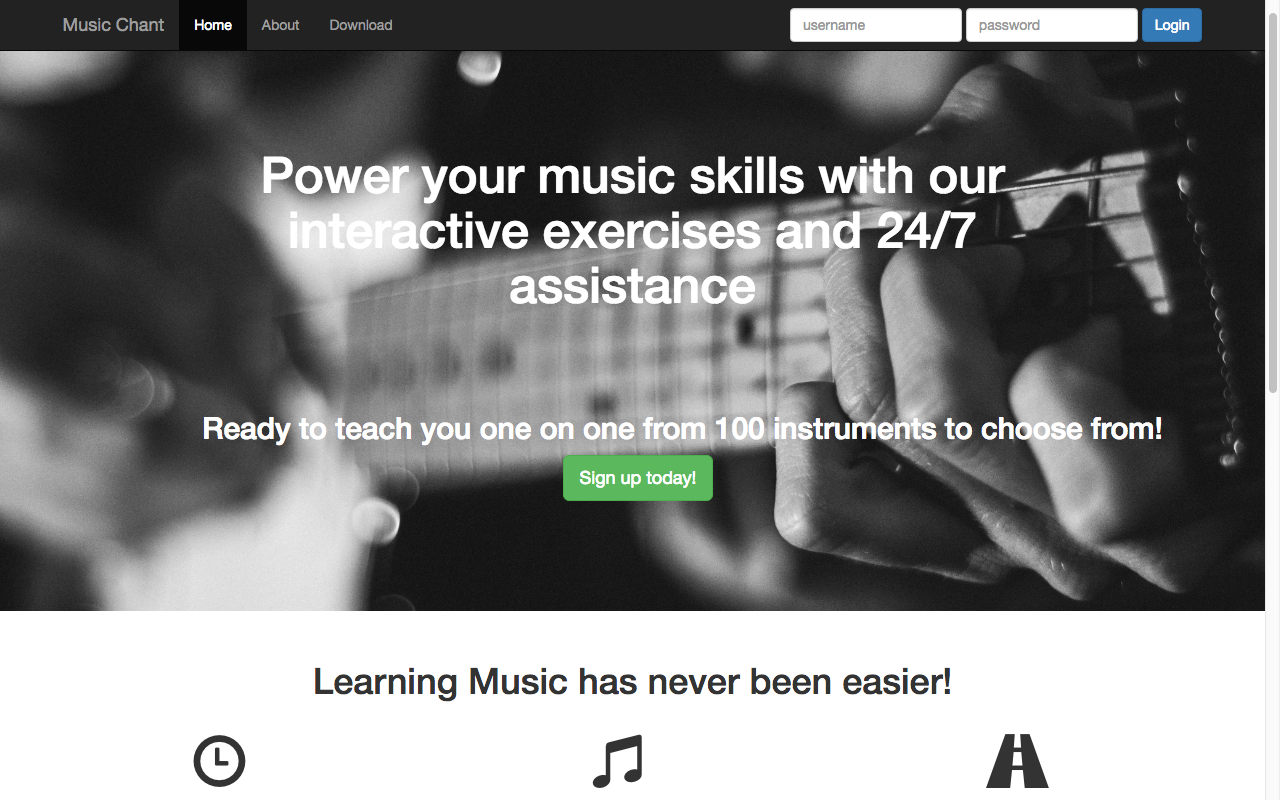 Music Chant Home About Download username password Login
Power your music skills with our
interactive exercises and 24/7
assistance
Ready to teach you one on one from 100 instruments to choose from!
Sign up today!
Learning Music has never been easier!